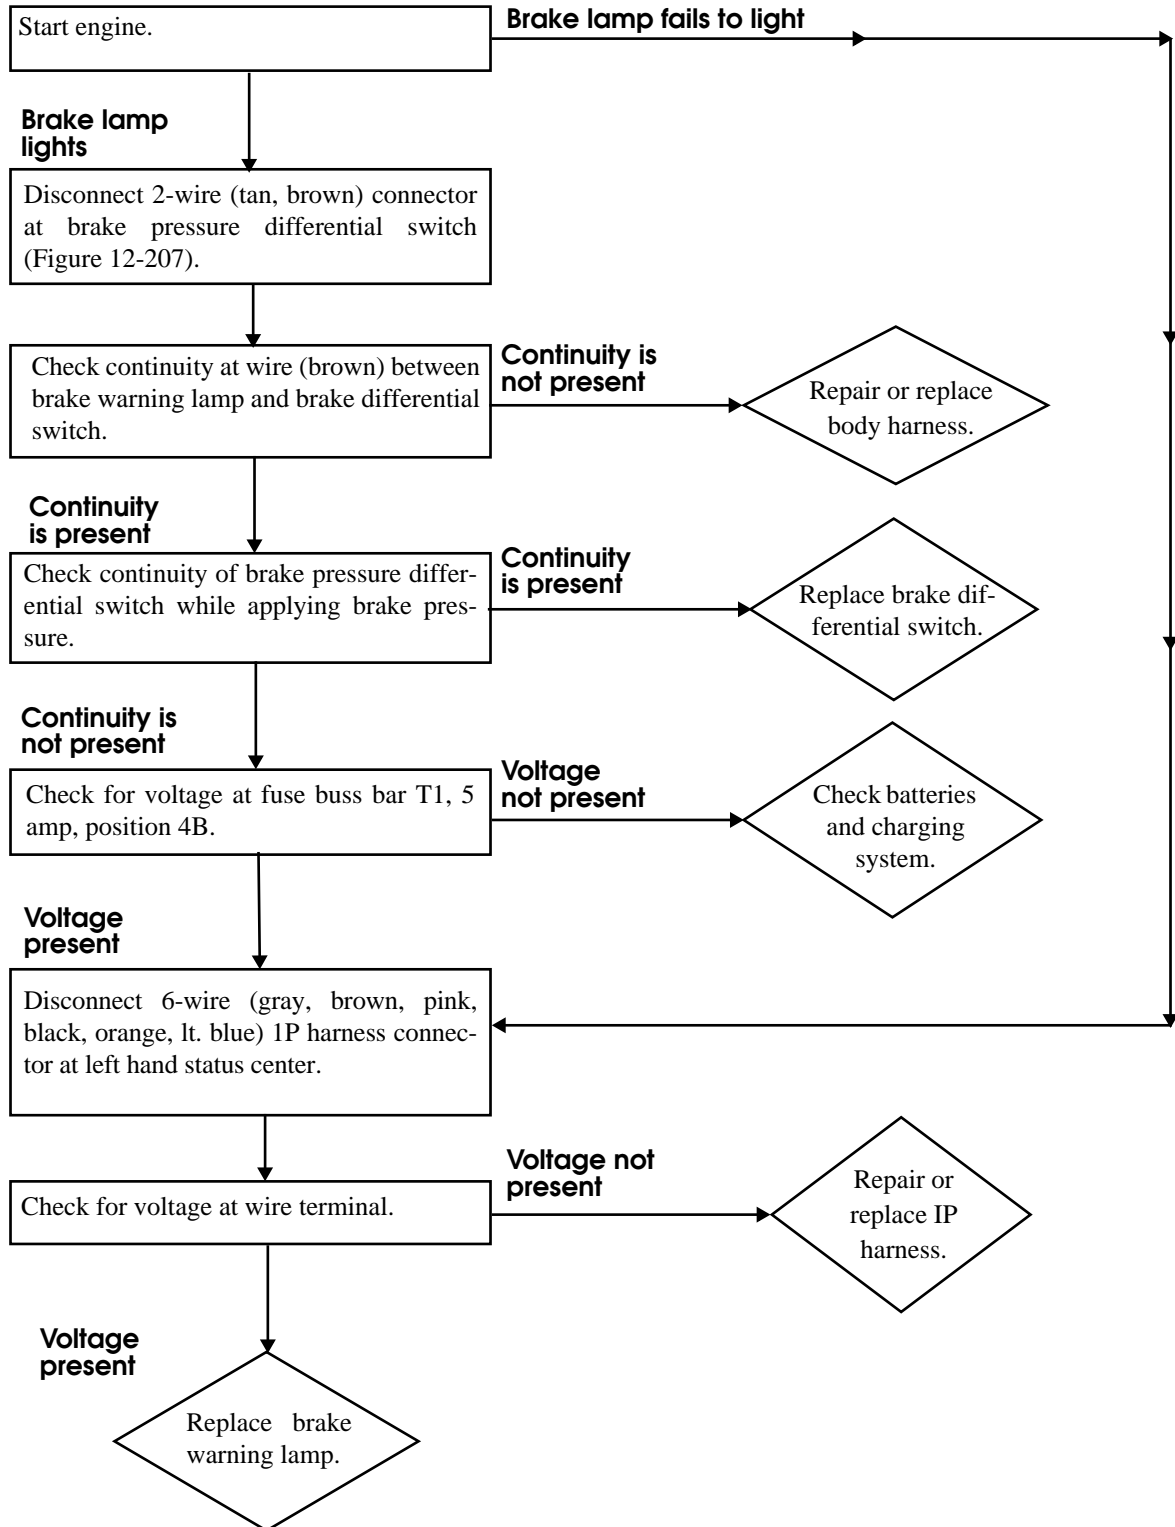 Start engine.
Brake lamp fails to light
Brake lamp
lights
Disconnect 2-wire (tan, brown) connector
at brake pressure differential switch
(Figure 12-207).
Check continuity at wire (brown) between
brake warning lamp and brake differential
switch.
Continuity is
not present
Repair or replace
body harness.
Continuity
is present
Check continuity of brake pressure differ-
ential switch while applying brake pres-
sure.
Continuity
is present
Replace brake dif-
ferential switch.
Continuity is
not present
Check for voltage at fuse buss bar T1, 5
amp, position 4B.
Voltage
not present
Check batteries
and charging
system.
Voltage
present
Disconnect 6-wire (gray, brown, pink,
black, orange, lt. blue) 1P harness connec-
tor at left hand status center.
Check for voltage at wire terminal.
Voltage not
present
Repair or
replace IP
harness.
Voltage
present
Replace brake
warning lamp.